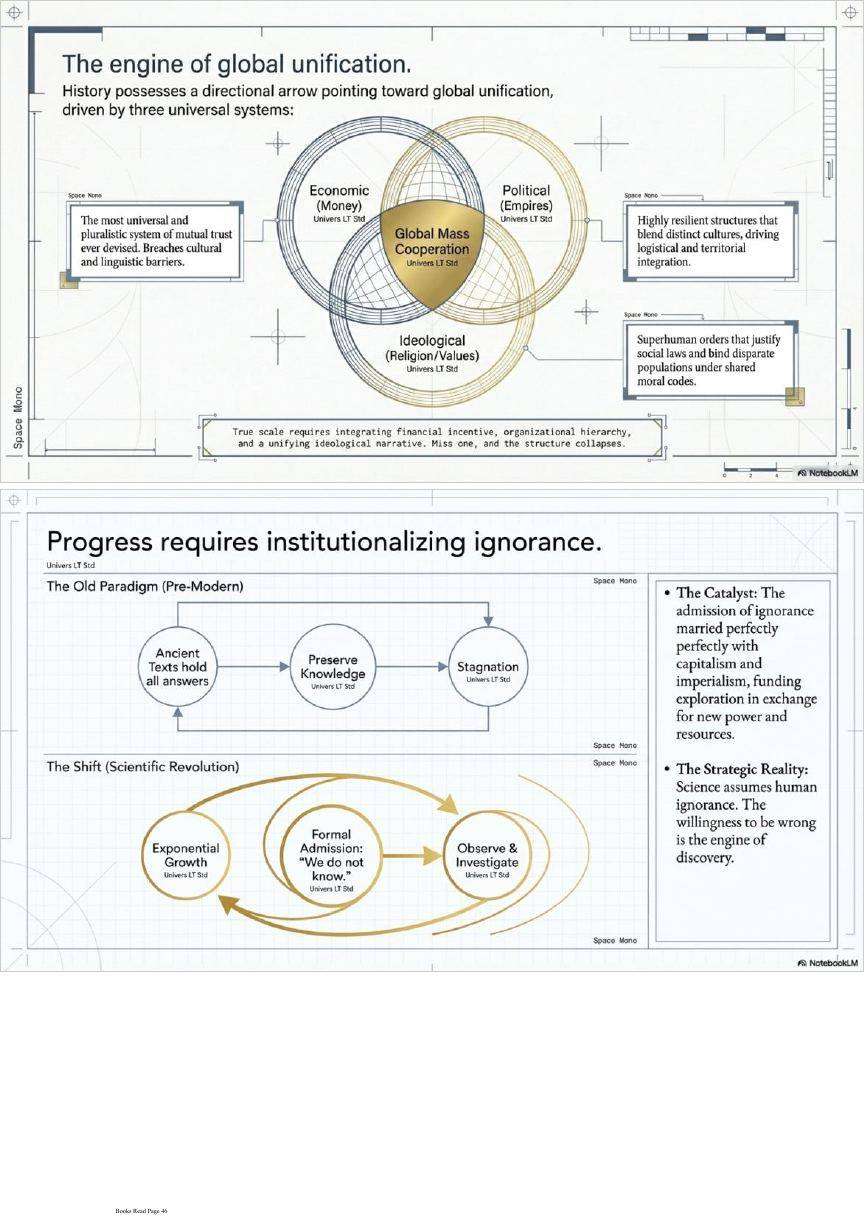 The engine of global unification.
History possesses a directional arrow pointing toward global unification,
driven by three universal systems:
Space Mono
The most universal and
pluralistic system of mutual trust
ever devised. Breaches cultural
and linguistic barriers.
Economic
(Money)
Univers LT Std
Political
(Empires)
Univers LT Std
Global Mass
Cooperation
Univers LT Std
Ideological
(Religion/Values)
Univers LT Std
Space Mono
Highly resilient structures that
blend distinct cultures, driving
logistical and territorial
integration.
Space Mono
Superhuman orders that justify
social laws and bind disparate
populations under shared
moral codes.
Space Mono
True scale requires integrating financial incentive, organizational hierarchy,
and a unifying ideological narrative. Miss one, and the structure collapses.
0 2 4
NotebookLM
Progress requires institutionalizing ignorance.
Univers LT Std
The Old Paradigm (Pre-Modern)
Space Mono
Ancient
Texts hold
all answers
Preserve
Knowledge
Univers LT Std
Stagnation
Univers LT Std
Space Mono
The Shift (Scientific Revolution)
Space Mono
Exponential
Growth
Univers LT Std
Formal
Admission:
"We do not
know."
Univers LT Std
Observe &
Investigate
Univers LT Std
Space Mono
• The Catalyst: The
admission of ignorance
married perfectly
perfectly with
capitalism and
imperialism, funding
exploration in exchange
for new power and
resources.
• The Strategic Reality:
Science assumes human
ignorance. The
willingness to be wrong
is the engine of
discovery.
NotebookLM
Books Read Page 46